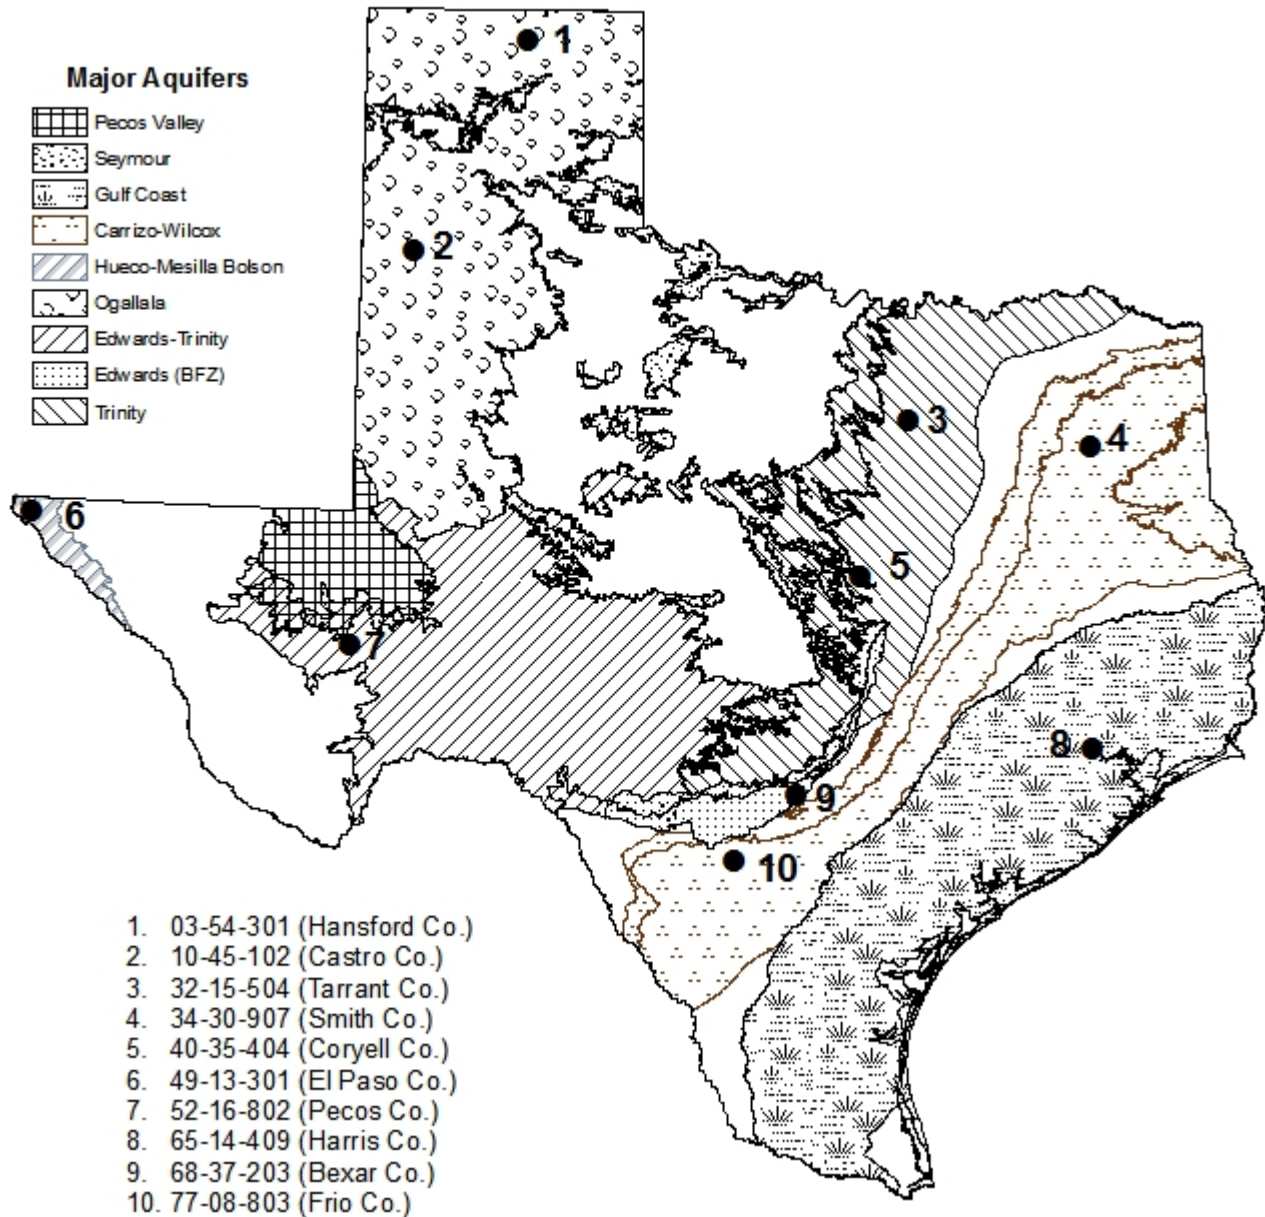 Major Aquifers
Pecos Valley
Seymour
Gulf Coast
Carrizo-Wilcox
Hueco-Mesilla Bolson
Ogallala
Edwards-Trinity
Edwards (BFZ)
Trinity
1
2
3
4
5
6
7
8
9
10
1. 03-54-301 (Hansford Co.)
2. 10-45-102 (Castro Co.)
3. 32-15-504 (Tarrant Co.)
4. 34-30-907 (Smith Co.)
5. 40-35-404 (Coryell Co.)
6. 49-13-301 (El Paso Co.)
7. 52-16-802 (Pecos Co.)
8. 65-14-409 (Harris Co.)
9. 68-37-203 (Bexar Co.)
10. 77-08-803 (Frio Co.)